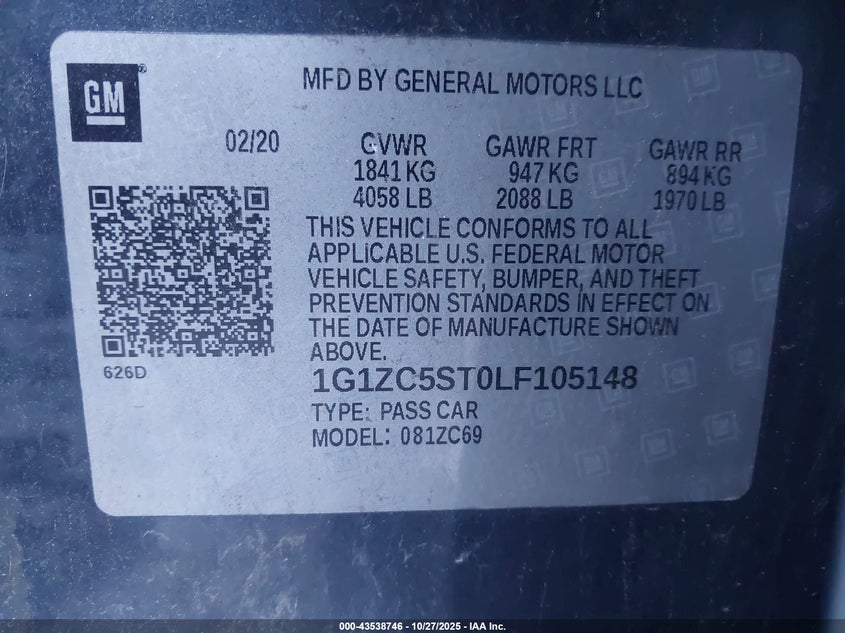 GM
MFD BY GENERAL MOTORS LLC
02/20 GVWR GAWR FRT GAWR RR
1841 KG 947 KG 894 KG
4058 LB 2088 LB 1970 LB
THIS VEHICLE CONFORMS TO ALL
APPLICABLE U.S. FEDERAL MOTOR
VEHICLE SAFETY, BUMPER, AND THEFT
PREVENTION STANDARDS IN EFFECT ON
THE DATE OF MANUFACTURE SHOWN
ABOVE.
626D
1G1ZC5ST0LF105148
TYPE: PASS CAR
MODEL: 081ZC69
000-43538746 - 10/27/2025 - IAA Inc.